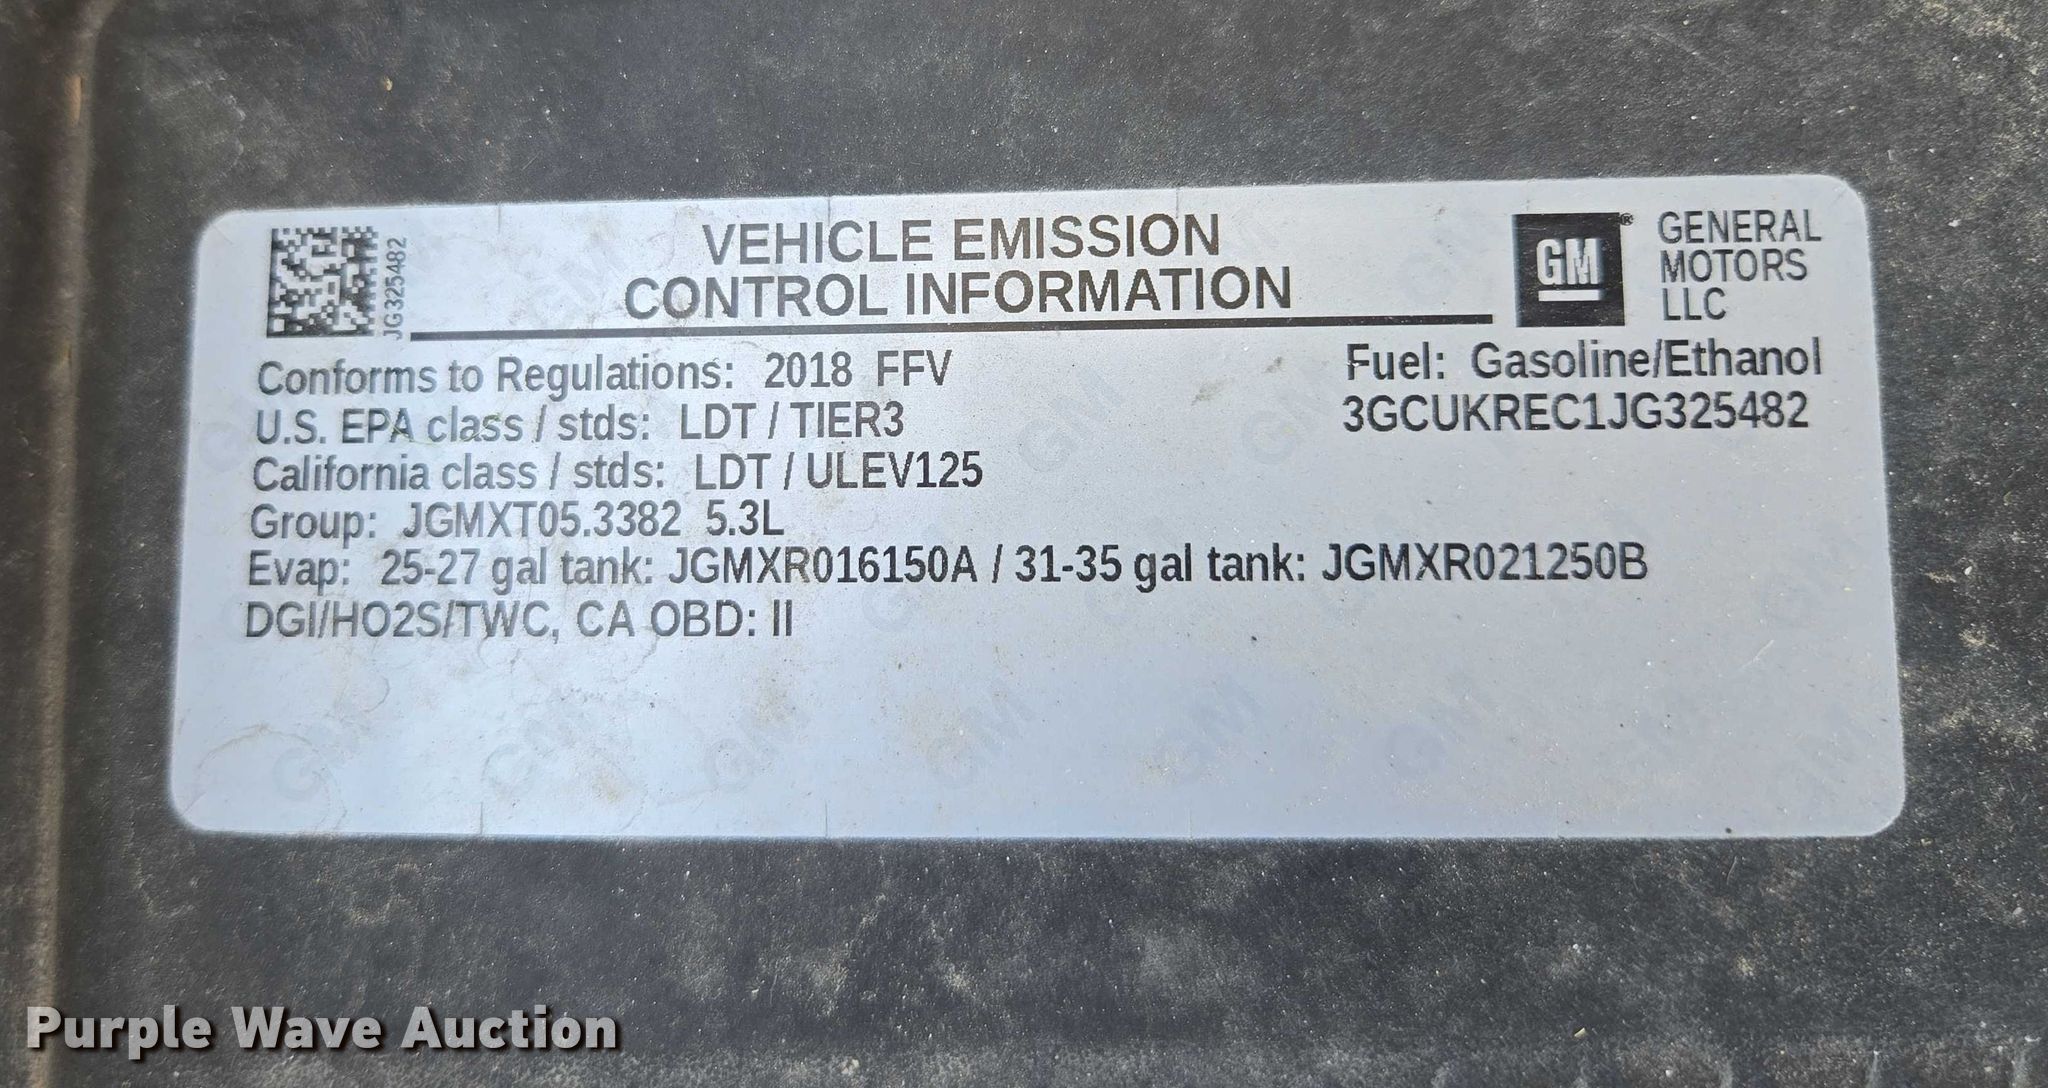 JG325482
VEHICLE EMISSION
CONTROL INFORMATION
GM®
GENERAL
MOTORS
LLC
Conforms to Regulations: 2018 FFV
Fuel: Gasoline/Ethanol
U.S. EPA class / stds: LDT / TIER3
3GCUKREC1JG325482
California class / stds: LDT / ULEV125
Group: JGMXT05.3382 5.3L
Evap: 25-27 gal tank: JGMXR016150A / 31-35 gal tank: JGMXR021250B
DGI/HO2S/TWC, CA OBD: II
Purple Wave Auction